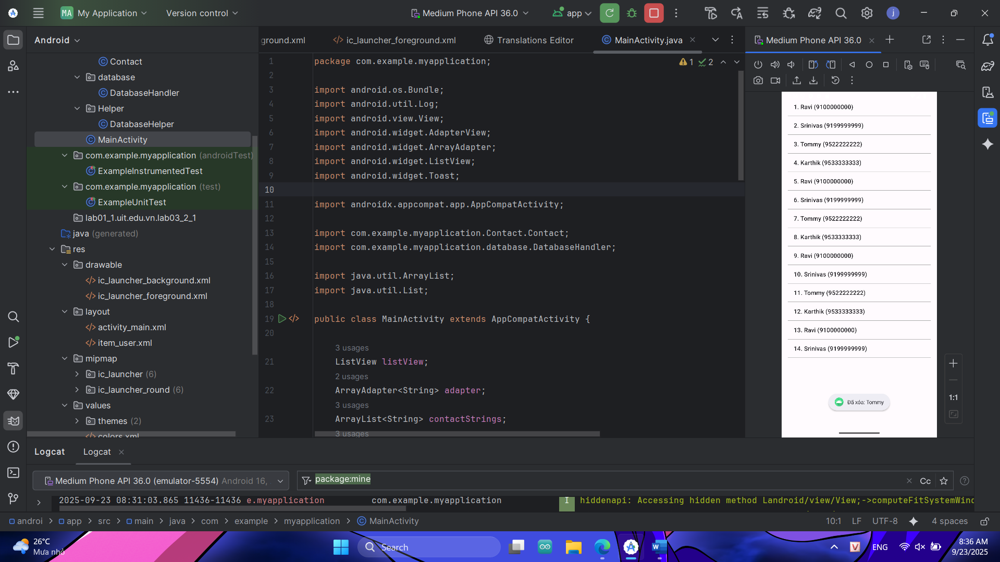 MA My Application
Version control
Medium Phone API 36.0
app
j
Android
ground.xml
ic_launcher_foreground.xml
Translations Editor
MainActivity.java
Medium Phone API 36.0
Contact
database
DatabaseHandler
Helper
DatabaseHelper
MainActivity
com.example.myapplication (androidTest)
ExampleInstrumentedTest
com.example.myapplication (test)
ExampleUnitTest
lab01_1.uit.edu.vn.lab03_2_1
java (generated)
res
drawable
ic_launcher_background.xml
ic_launcher_foreground.xml
layout
activity_main.xml
item_user.xml
mipmap
ic_launcher (6)
ic_launcher_round (6)
values
themes (2)
colors.xml
1 package com.example.myapplication;
1 2
2
3 import android.os.Bundle;
4 import android.util.Log;
5 import android.view.View;
6 import android.widget.AdapterView;
7 import android.widget.ArrayAdapter;
8 import android.widget.ListView;
9 import android.widget.Toast;
10
11 import androidx.appcompat.app.AppCompatActivity;
12
13 import com.example.myapplication.Contact.Contact;
14 import com.example.myapplication.database.DatabaseHandler;
15
16 import java.util.ArrayList;
17 import java.util.List;
18
19 public class MainActivity extends AppCompatActivity {
20
3 usages
21 ListView listView;
2 usages
22 ArrayAdapter<String> adapter;
3 usages
23 ArrayList<String> contactStrings;
3 usages
1. Ravi (9100000000)
2. Srinivas (9199999999)
3. Tommy (9522222222)
4. Karthik (9533333333)
5. Ravi (9100000000)
6. Srinivas (9199999999)
7. Tommy (9522222222)
8. Karthik (9533333333)
9. Ravi (9100000000)
10. Srinivas (9199999999)
11. Tommy (9522222222)
12. Karthik (9533333333)
13. Ravi (9100000000)
14. Srinivas (9199999999)
Đã xóa: Tommy
1:1
Logcat
Logcat
Medium Phone API 36.0 (emulator-5554) Android 16,
package:mine
Cc
2025-09-23 08:31:03.865 11436-11436 e.myapplication com.example.myapplication I hiddenapi: Accessing hidden method Landroid/view/View;->computeFitSystemWind
androi > app > src > main > java > com > example > myapplication > MainActivity
10:1 LF UTF-8 4 spaces
26°C
Mưa nhỏ
Search
W
V
ENG
8:36 AM
9/23/2025